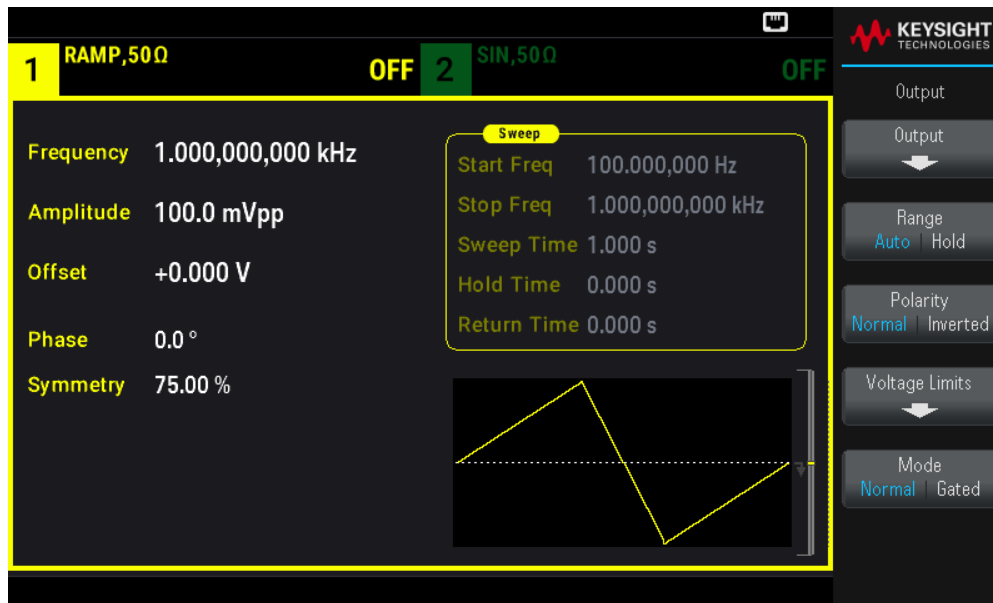 KEYSIGHT
TECHNOLOGIES
1 RAMP,50Ω OFF
2 SIN,50Ω OFF
Frequency 1.000,000,000 kHz
Amplitude 100.0 mVpp
Offset +0.000 V
Phase 0.0 °
Symmetry 75.00 %
Sweep
Start Freq 100.000,000 Hz
Stop Freq 1.000,000,000 kHz
Sweep Time 1.000 s
Hold Time 0.000 s
Return Time 0.000 s
Output
Output
Range
Auto | Hold
Polarity
Normal | Inverted
Voltage Limits
Mode
Normal | Gated